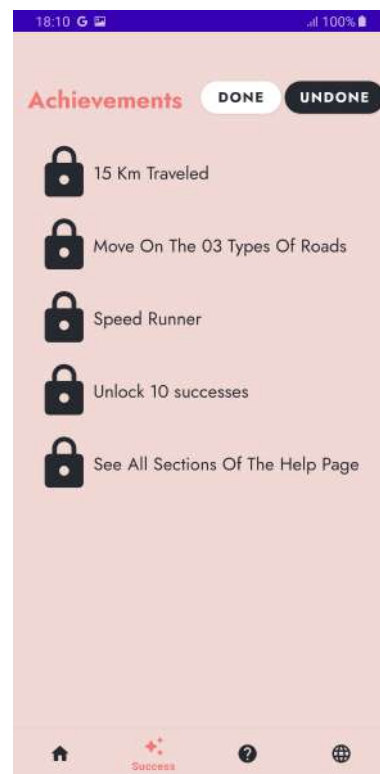 18:10 G 100%
Achievements DONE UNDONE
15 Km Traveled
Move On The 03 Types Of Roads
Speed Runner
Unlock 10 successes
See All Sections Of The Help Page
Success